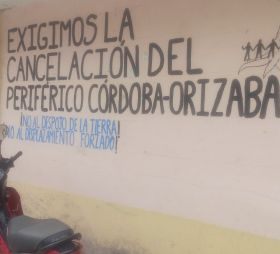 EXIGIMOS LA
CANCELACIÓN DEL
PERIFÉRICO CÓRDOBA-ORIZABA
¡NO AL DESPOJO DE LA TIERRA!
¡NO AL DESPLAZAMIENTO FORZADO!